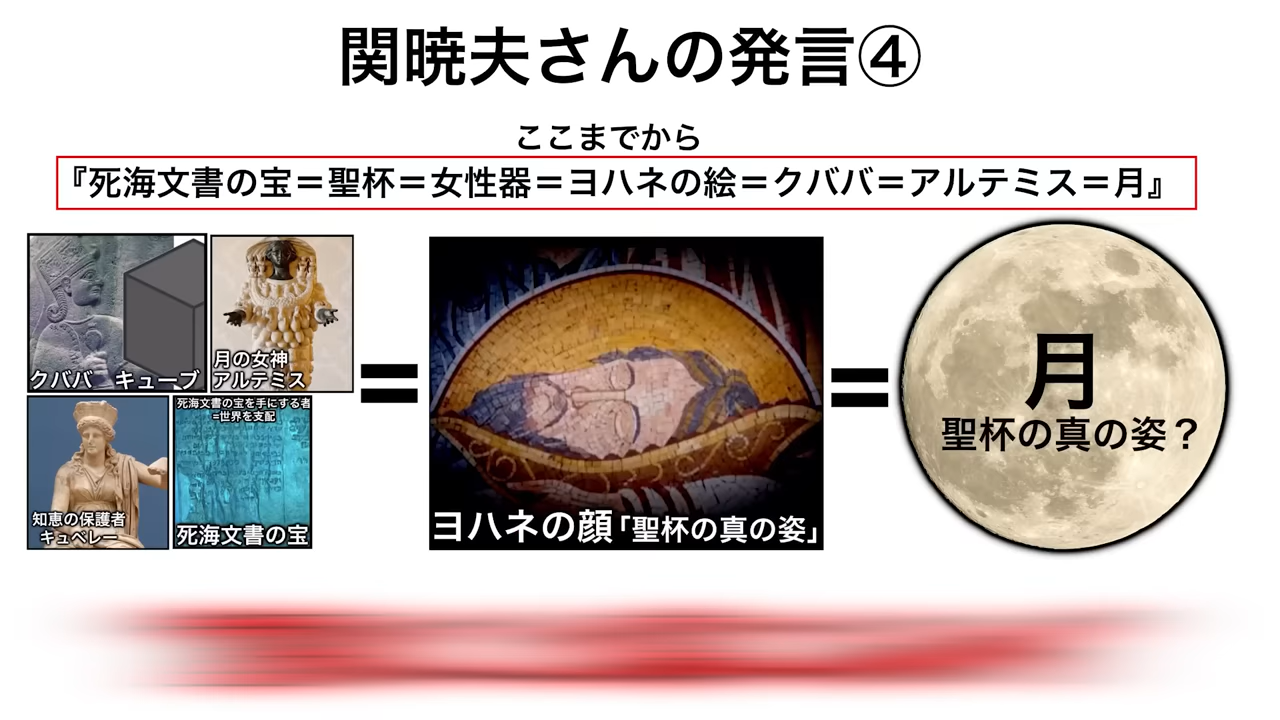 関暁夫さんの発言④
ここまでから
『死海文書の宝＝聖杯＝女性器＝ヨハネの絵＝クババ＝アルテミス＝月』
クババ　キューブ
月の女神
アルテミス
知恵の保護者
キュベレー
死海文書の宝を手にする者
=世界を支配
死海文書の宝
＝
ヨハネの顔「聖杯の真の姿」
＝
月
聖杯の真の姿？